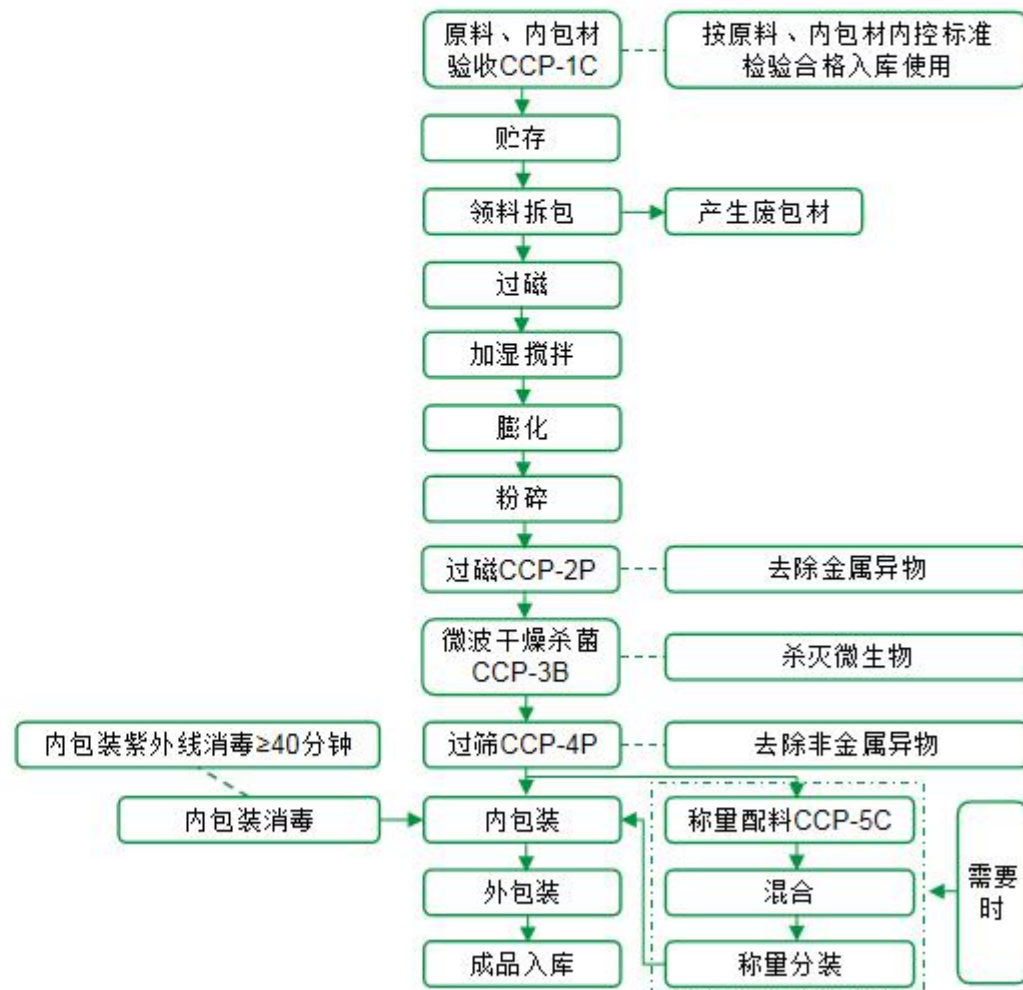 原料、内包材
验收CCP-1C
按原料、内包材内控标准
检验合格入库使用
贮存
领料拆包
产生废包材
过磁
加湿搅拌
膨化
粉碎
过磁CCP-2P
去除金属异物
微波干燥杀菌
CCP-3B
杀灭微生物
内包装紫外线消毒≥40分钟
过筛CCP-4P
去除非金属异物
内包装消毒
内包装
称量配料CCP-5C
需要
时
外包装
混合
成品入库
称量分装